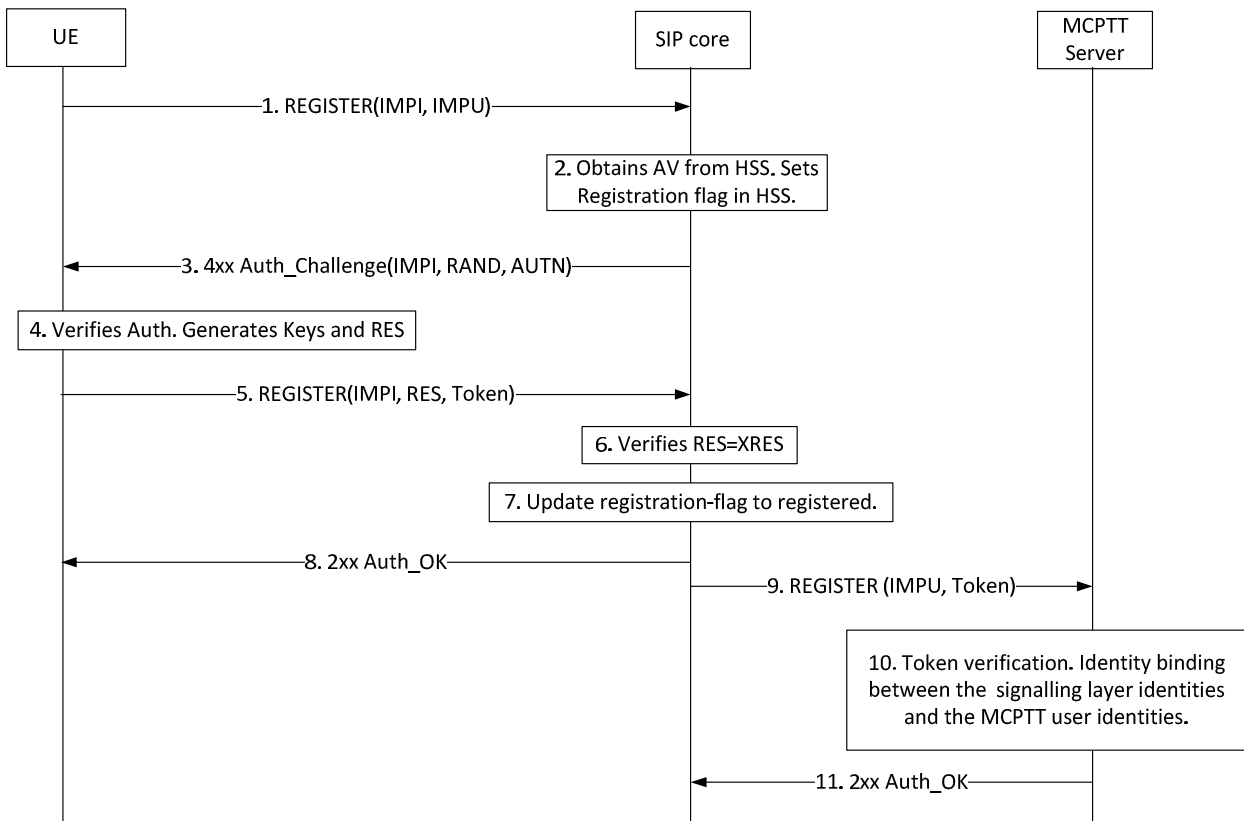 UE
SIP core
MCPTT
Server
1. REGISTER(IMPI, IMPU)
2. Obtains AV from HSS. Sets
Registration flag in HSS.
3. 4xx Auth_Challenge(IMPI, RAND, AUTN)
4. Verifies Auth. Generates Keys and RES
5. REGISTER(IMPI, RES, Token)
6. Verifies RES=XRES
7. Update registration-flag to registered.
8. 2xx Auth_OK
9. REGISTER (IMPU, Token)
10. Token verification. Identity binding
between the signalling layer identities
and the MCPTT user identities.
11. 2xx Auth_OK